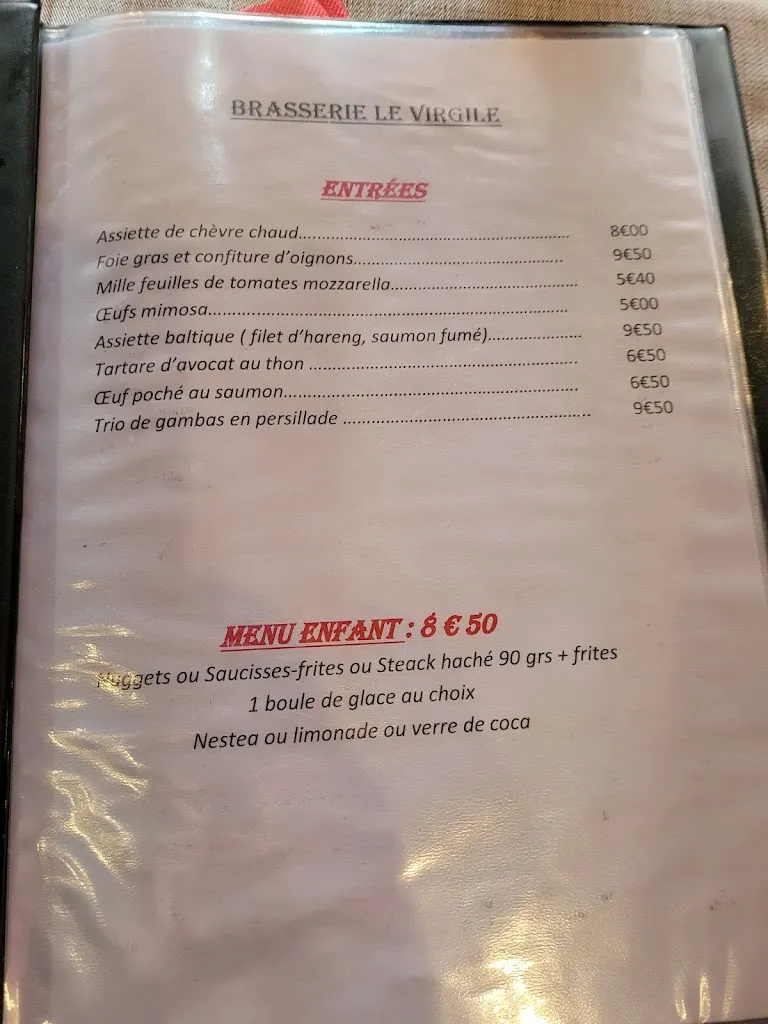 BRASSERIE LE VIRGILE
ENTRÉES
Assiette de chèvre chaud............................................................ 8€00
Foie gras et confiture d'oignons.............................................. 9€50
Mille feuilles de tomates mozzarella......................................... 5€40
Œufs mimosa............................................................................... 5€00
Assiette baltique ( filet d'hareng, saumon fumé).................... 9€50
Tartare d'avocat au thon ........................................................... 6€50
Œuf poché au saumon................................................................ 6€50
Trio de gambas en persillade ...................................................... 9€50
MENU ENFANT : 8 € 50
Nuggets ou Saucisses-frites ou Steack haché 90 grs + frites
1 boule de glace au choix
Nestea ou limonade ou verre de coca